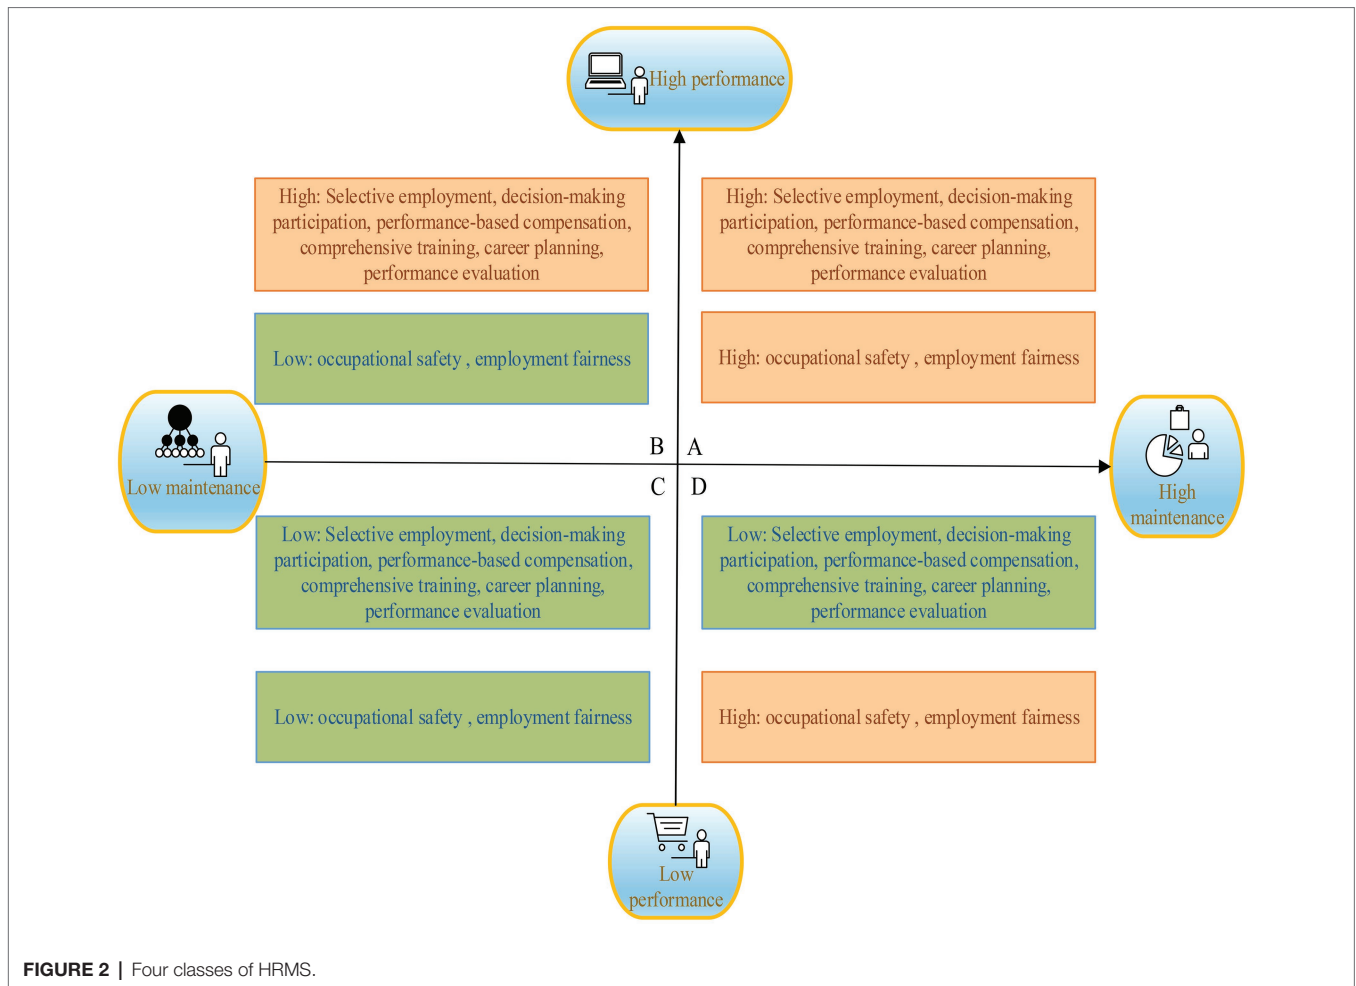 High performance
High: Selective employment, decision-making
participation, performance-based compensation,
comprehensive training, career planning,
performance evaluation
High: Selective employment, decision-making
participation, performance-based compensation,
comprehensive training, career planning,
performance evaluation
Low: occupational safety , employment fairness
High: occupational safety , employment fairness
B A
Low maintenance
High
maintenance
C D
Low: Selective employment, decision-making
participation, performance-based compensation,
comprehensive training, career planning,
performance evaluation
Low: Selective employment, decision-making
participation, performance-based compensation,
comprehensive training, career planning,
performance evaluation
Low: occupational safety , employment fairness
High: occupational safety , employment fairness
Low
performance
FIGURE 2 | Four classes of HRMS.